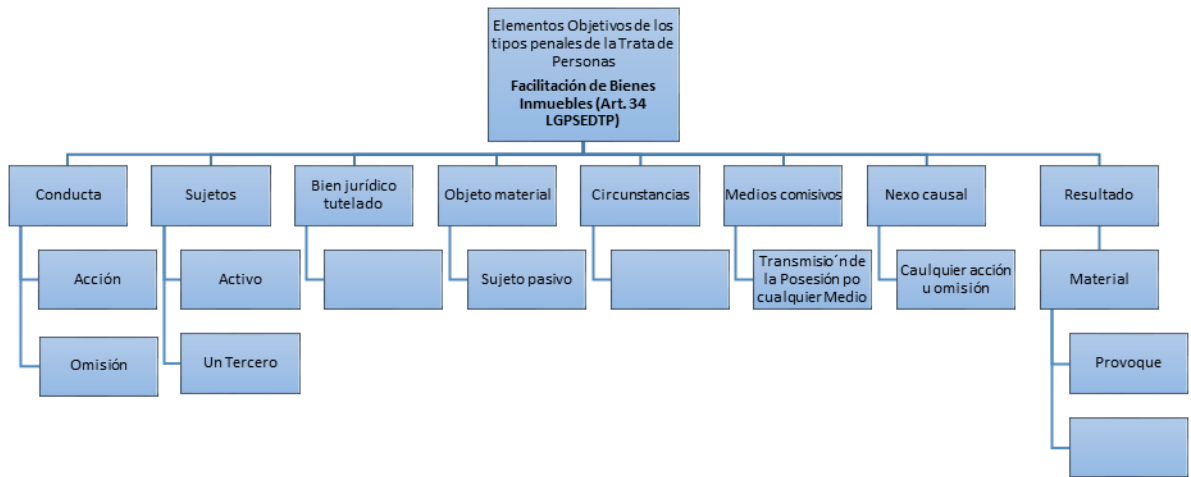 Elementos Objetivos de los
tipos penales de la Trata de
Personas
Facilitación de Bienes
Inmuebles (Art. 34
LGPSEDTP)
Conducta
Sujetos
Bien jurídico
tutelado
Objeto material
Circunstancias
Medios comisivos
Nexo causal
Resultado
Acción
Activo
Sujeto pasivo
Transmisio´n de
la Posesión po
cualquier Medio
Caulquier acción
u omisión
Material
Omisión
Un Tercero
Provoque